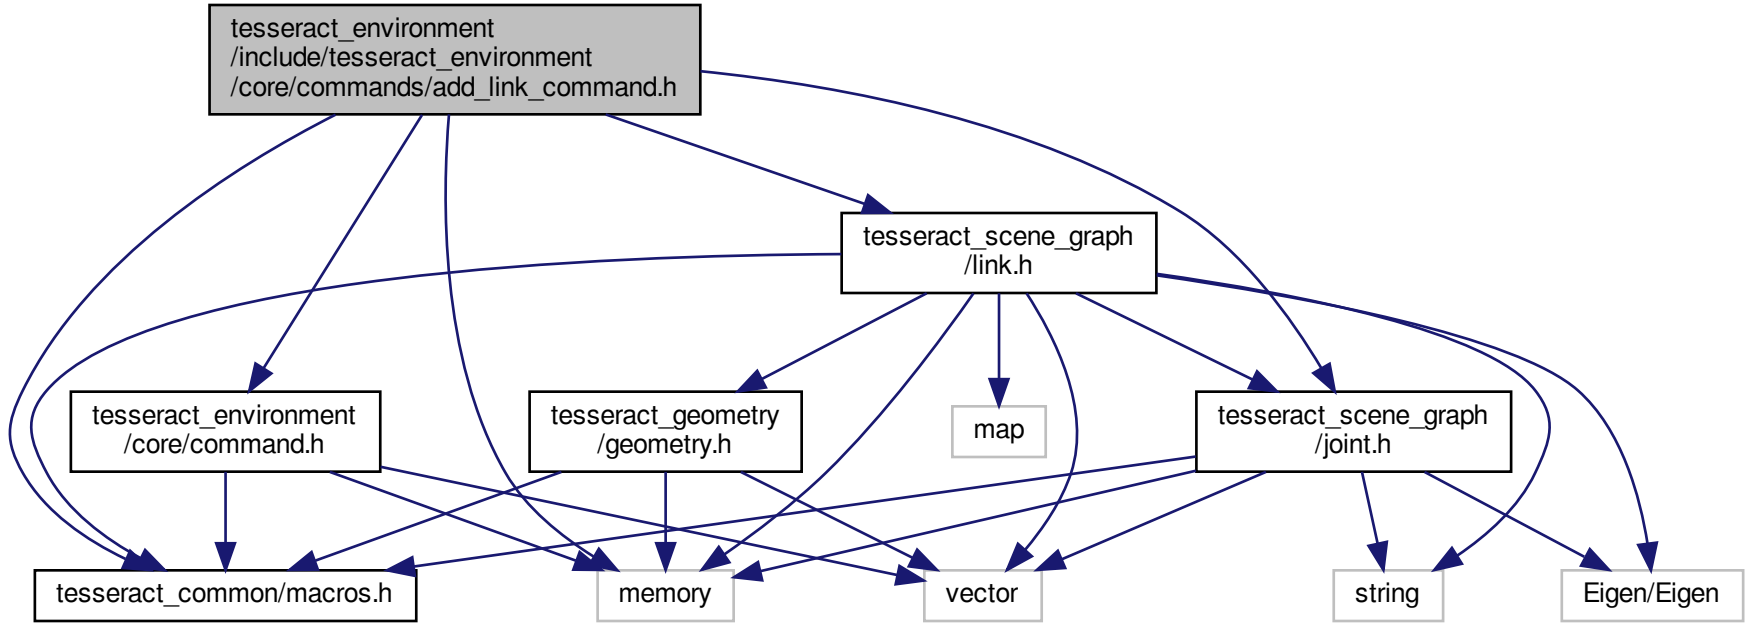 tesseract_environment
/include/tesseract_environment
/core/commands/add_link_command.h
tesseract_scene_graph
/link.h
tesseract_environment
/core/command.h
tesseract_geometry
/geometry.h
map
tesseract_scene_graph
/joint.h
tesseract_common/macros.h
memory
vector
string
Eigen/Eigen